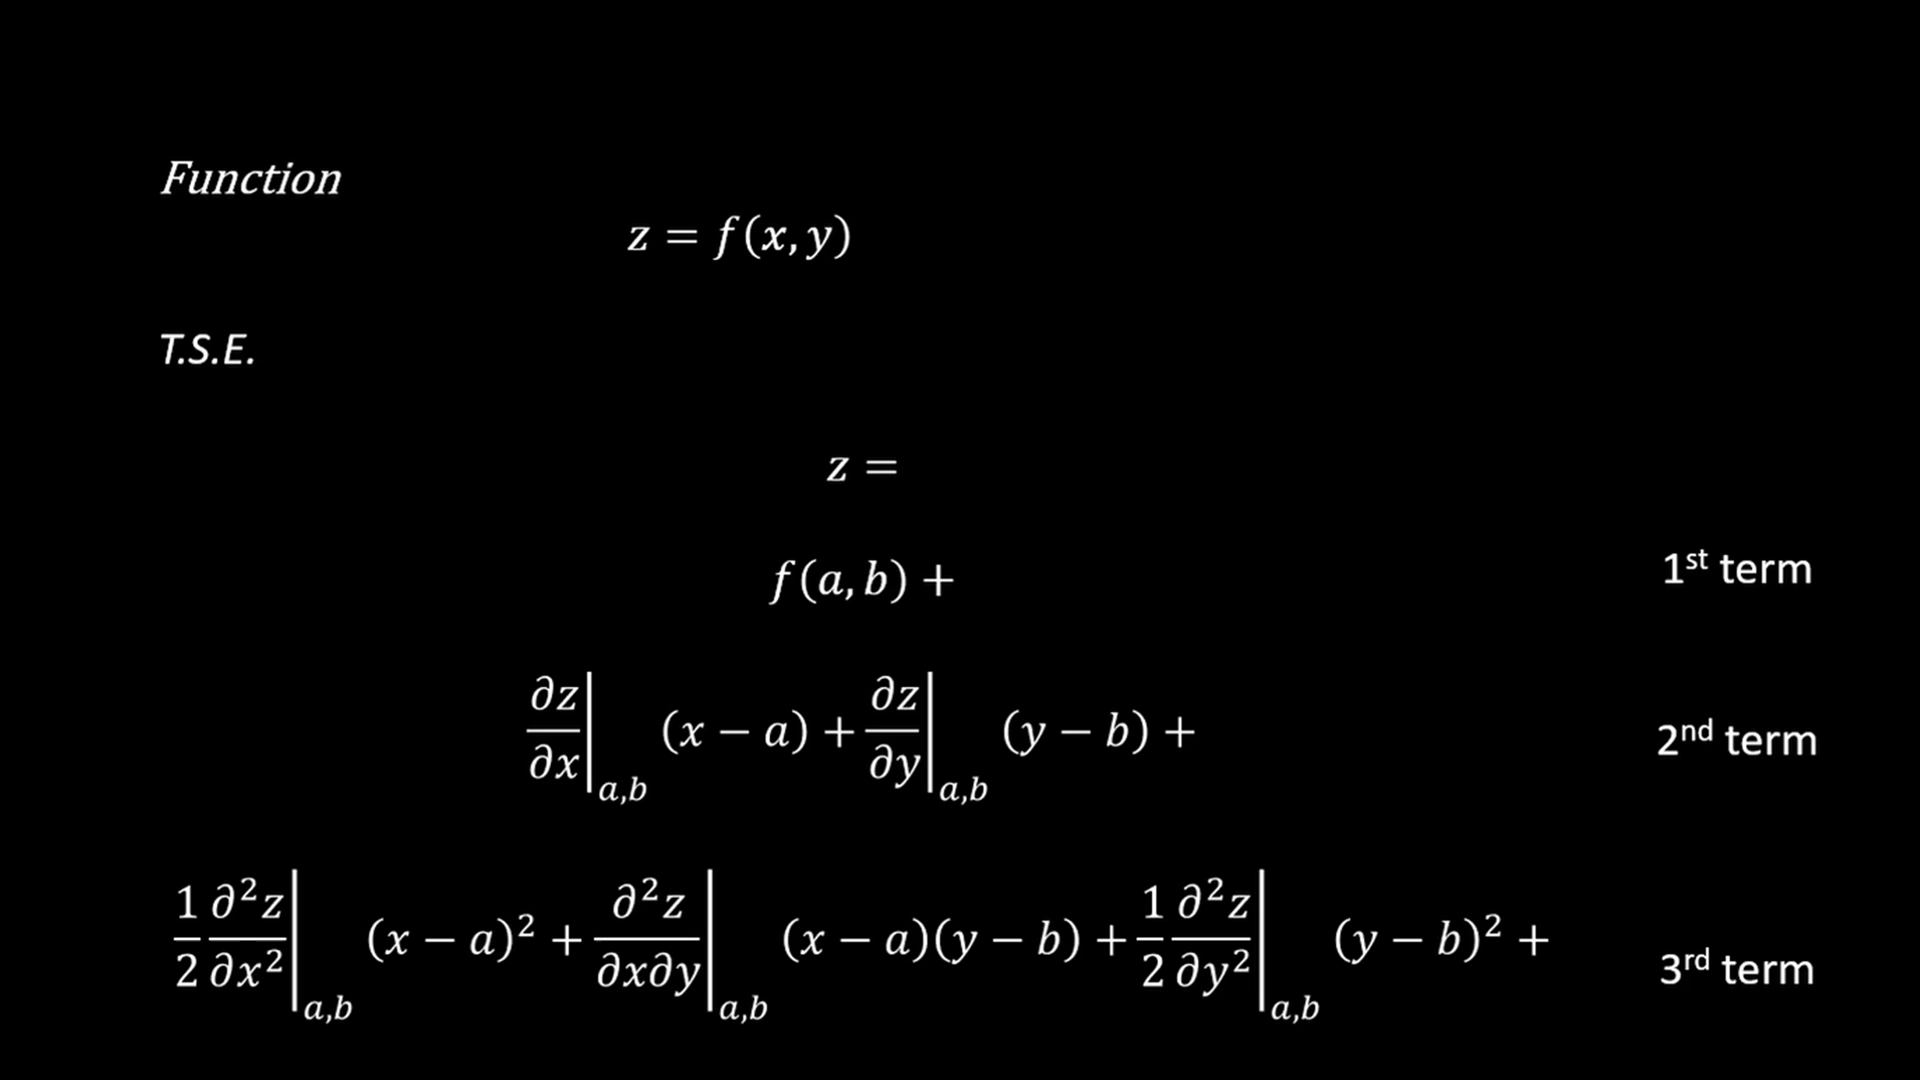 Function
z = f(x, y)
T.S.E.
z =
f(a, b) + 1st term
∂z/∂x|a,b (x − a) + ∂z/∂y|a,b (y − b) + 2nd term
1/2 ∂²z/∂x²|a,b (x − a)² + ∂²z/∂x∂y|a,b (x − a)(y − b) + 1/2 ∂²z/∂y²|a,b (y − b)² + 3rd term